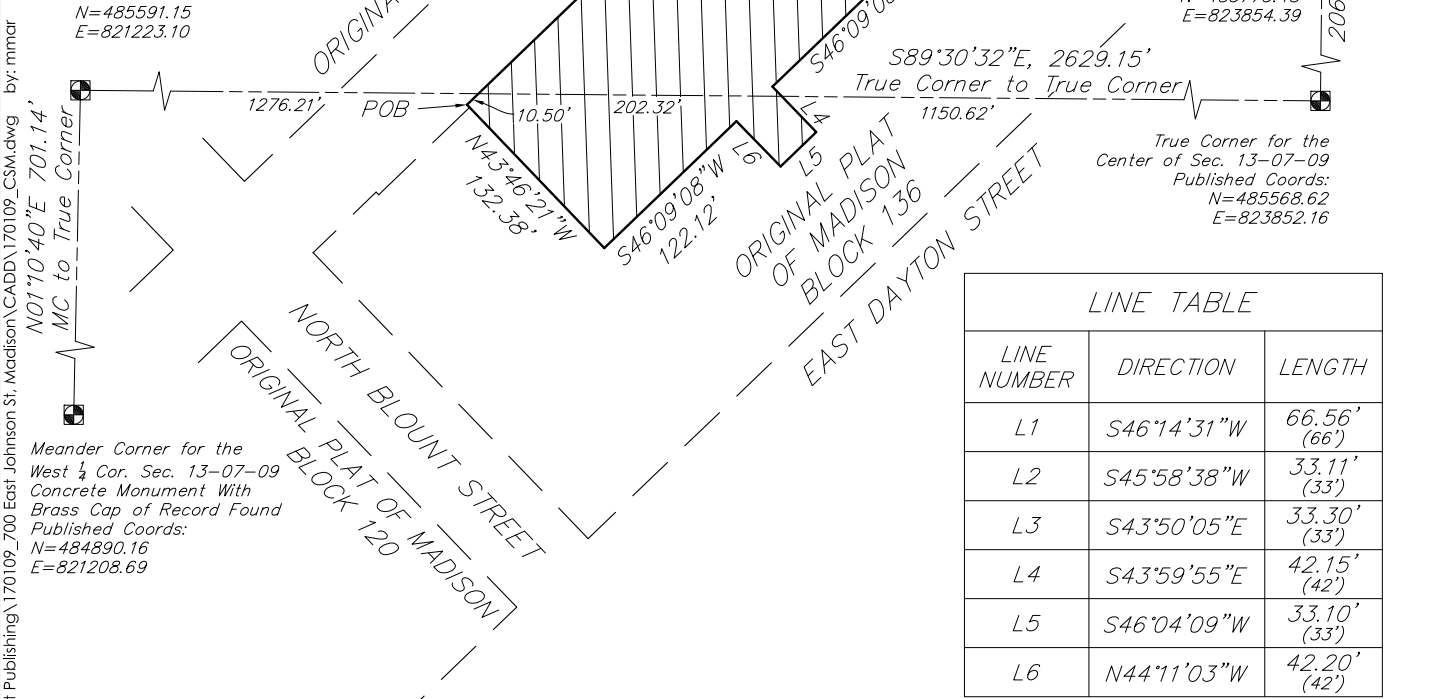 N=485591.15
E=821223.10
ORIGINA
S46°09'0
E=823854.39
206
S89°30'32"E, 2629.15'
True Corner to True Corner
1276.21'
POB
10.50'
202.32'
1150.62'
L4
L5
L6
N43°46'21"W
132.38'
S46°09'08"W
122.12'
ORIGINAL PLAT
OF MADISON
BLOCK 136
EAST DAYTON STREET
True Corner for the
Center of Sec. 13-07-09
Published Coords:
N=485568.62
E=823852.16
N01°10'40"E 701.14'
MC to True Corner
t Publishing\170109_700 East Johnson St, Madison\CADD\170109_CSM.dwg by: mmar
NORTH BLOUNT STREET
ORIGINAL PLAT OF MADISON
BLOCK 120
Meander Corner for the
West ¼ Cor. Sec. 13-07-09
Concrete Monument With
Brass Cap of Record Found
Published Coords:
N=484890.16
E=821208.69
LINE TABLE
LINE NUMBER DIRECTION LENGTH
L1 S46°14'31"W 66.56' (66')
L2 S45°58'38"W 33.11' (33')
L3 S43°50'05"E 33.30' (33')
L4 S43°59'55"E 42.15' (42')
L5 S46°04'09"W 33.10' (33')
L6 N44°11'03"W 42.20' (42')